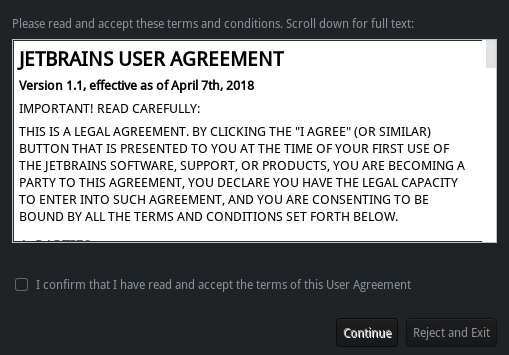 Please read and accept these terms and conditions. Scroll down for full text:
JETBRAINS USER AGREEMENT
Version 1.1, effective as of April 7th, 2018
IMPORTANT! READ CAREFULLY:
THIS IS A LEGAL AGREEMENT. BY CLICKING THE "I AGREE" (OR SIMILAR)
BUTTON THAT IS PRESENTED TO YOU AT THE TIME OF YOUR FIRST USE OF
THE JETBRAINS SOFTWARE, SUPPORT, OR PRODUCTS, YOU ARE BECOMING A
PARTY TO THIS AGREEMENT, YOU DECLARE YOU HAVE THE LEGAL CAPACITY
TO ENTER INTO SUCH AGREEMENT, AND YOU ARE CONSENTING TO BE
BOUND BY ALL THE TERMS AND CONDITIONS SET FORTH BELOW.
I confirm that I have read and accept the terms of this User Agreement
Continue
Reject and Exit